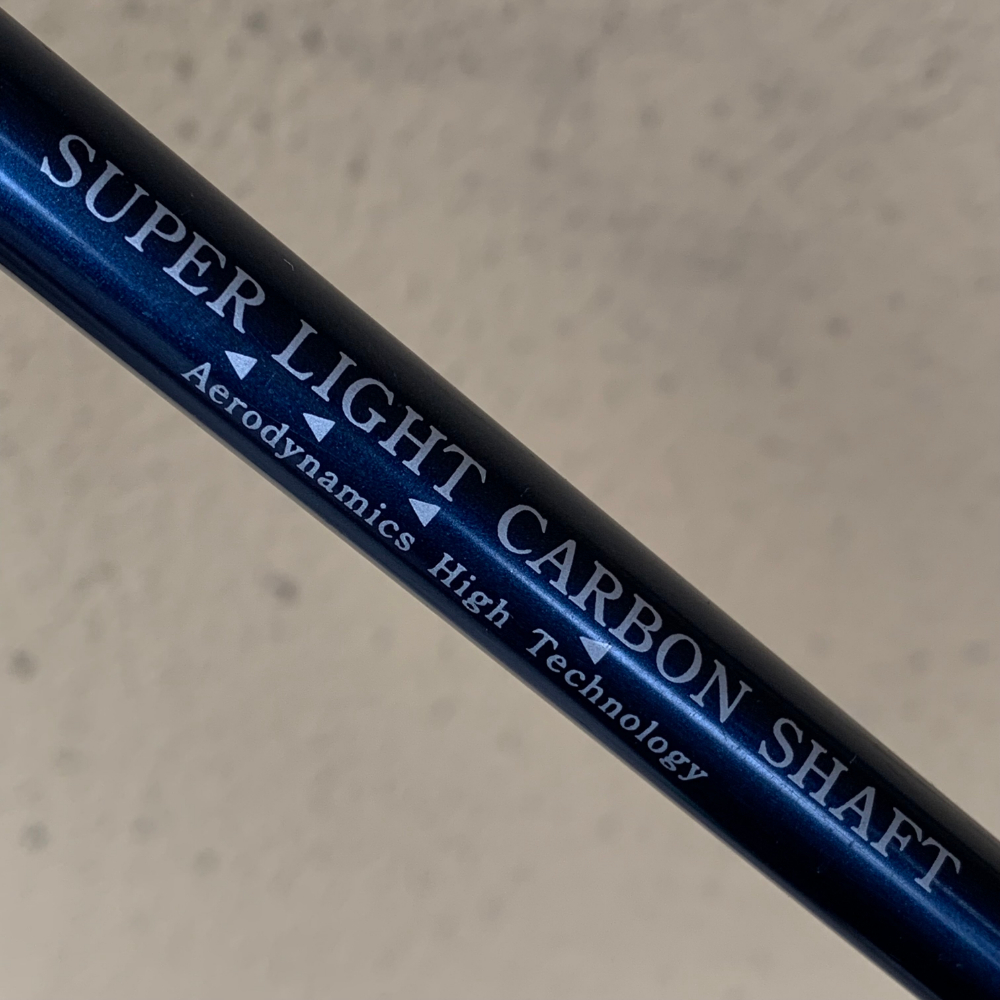 SUPER LIGHT CARBON SHAFT
Aerodynamics High Technology